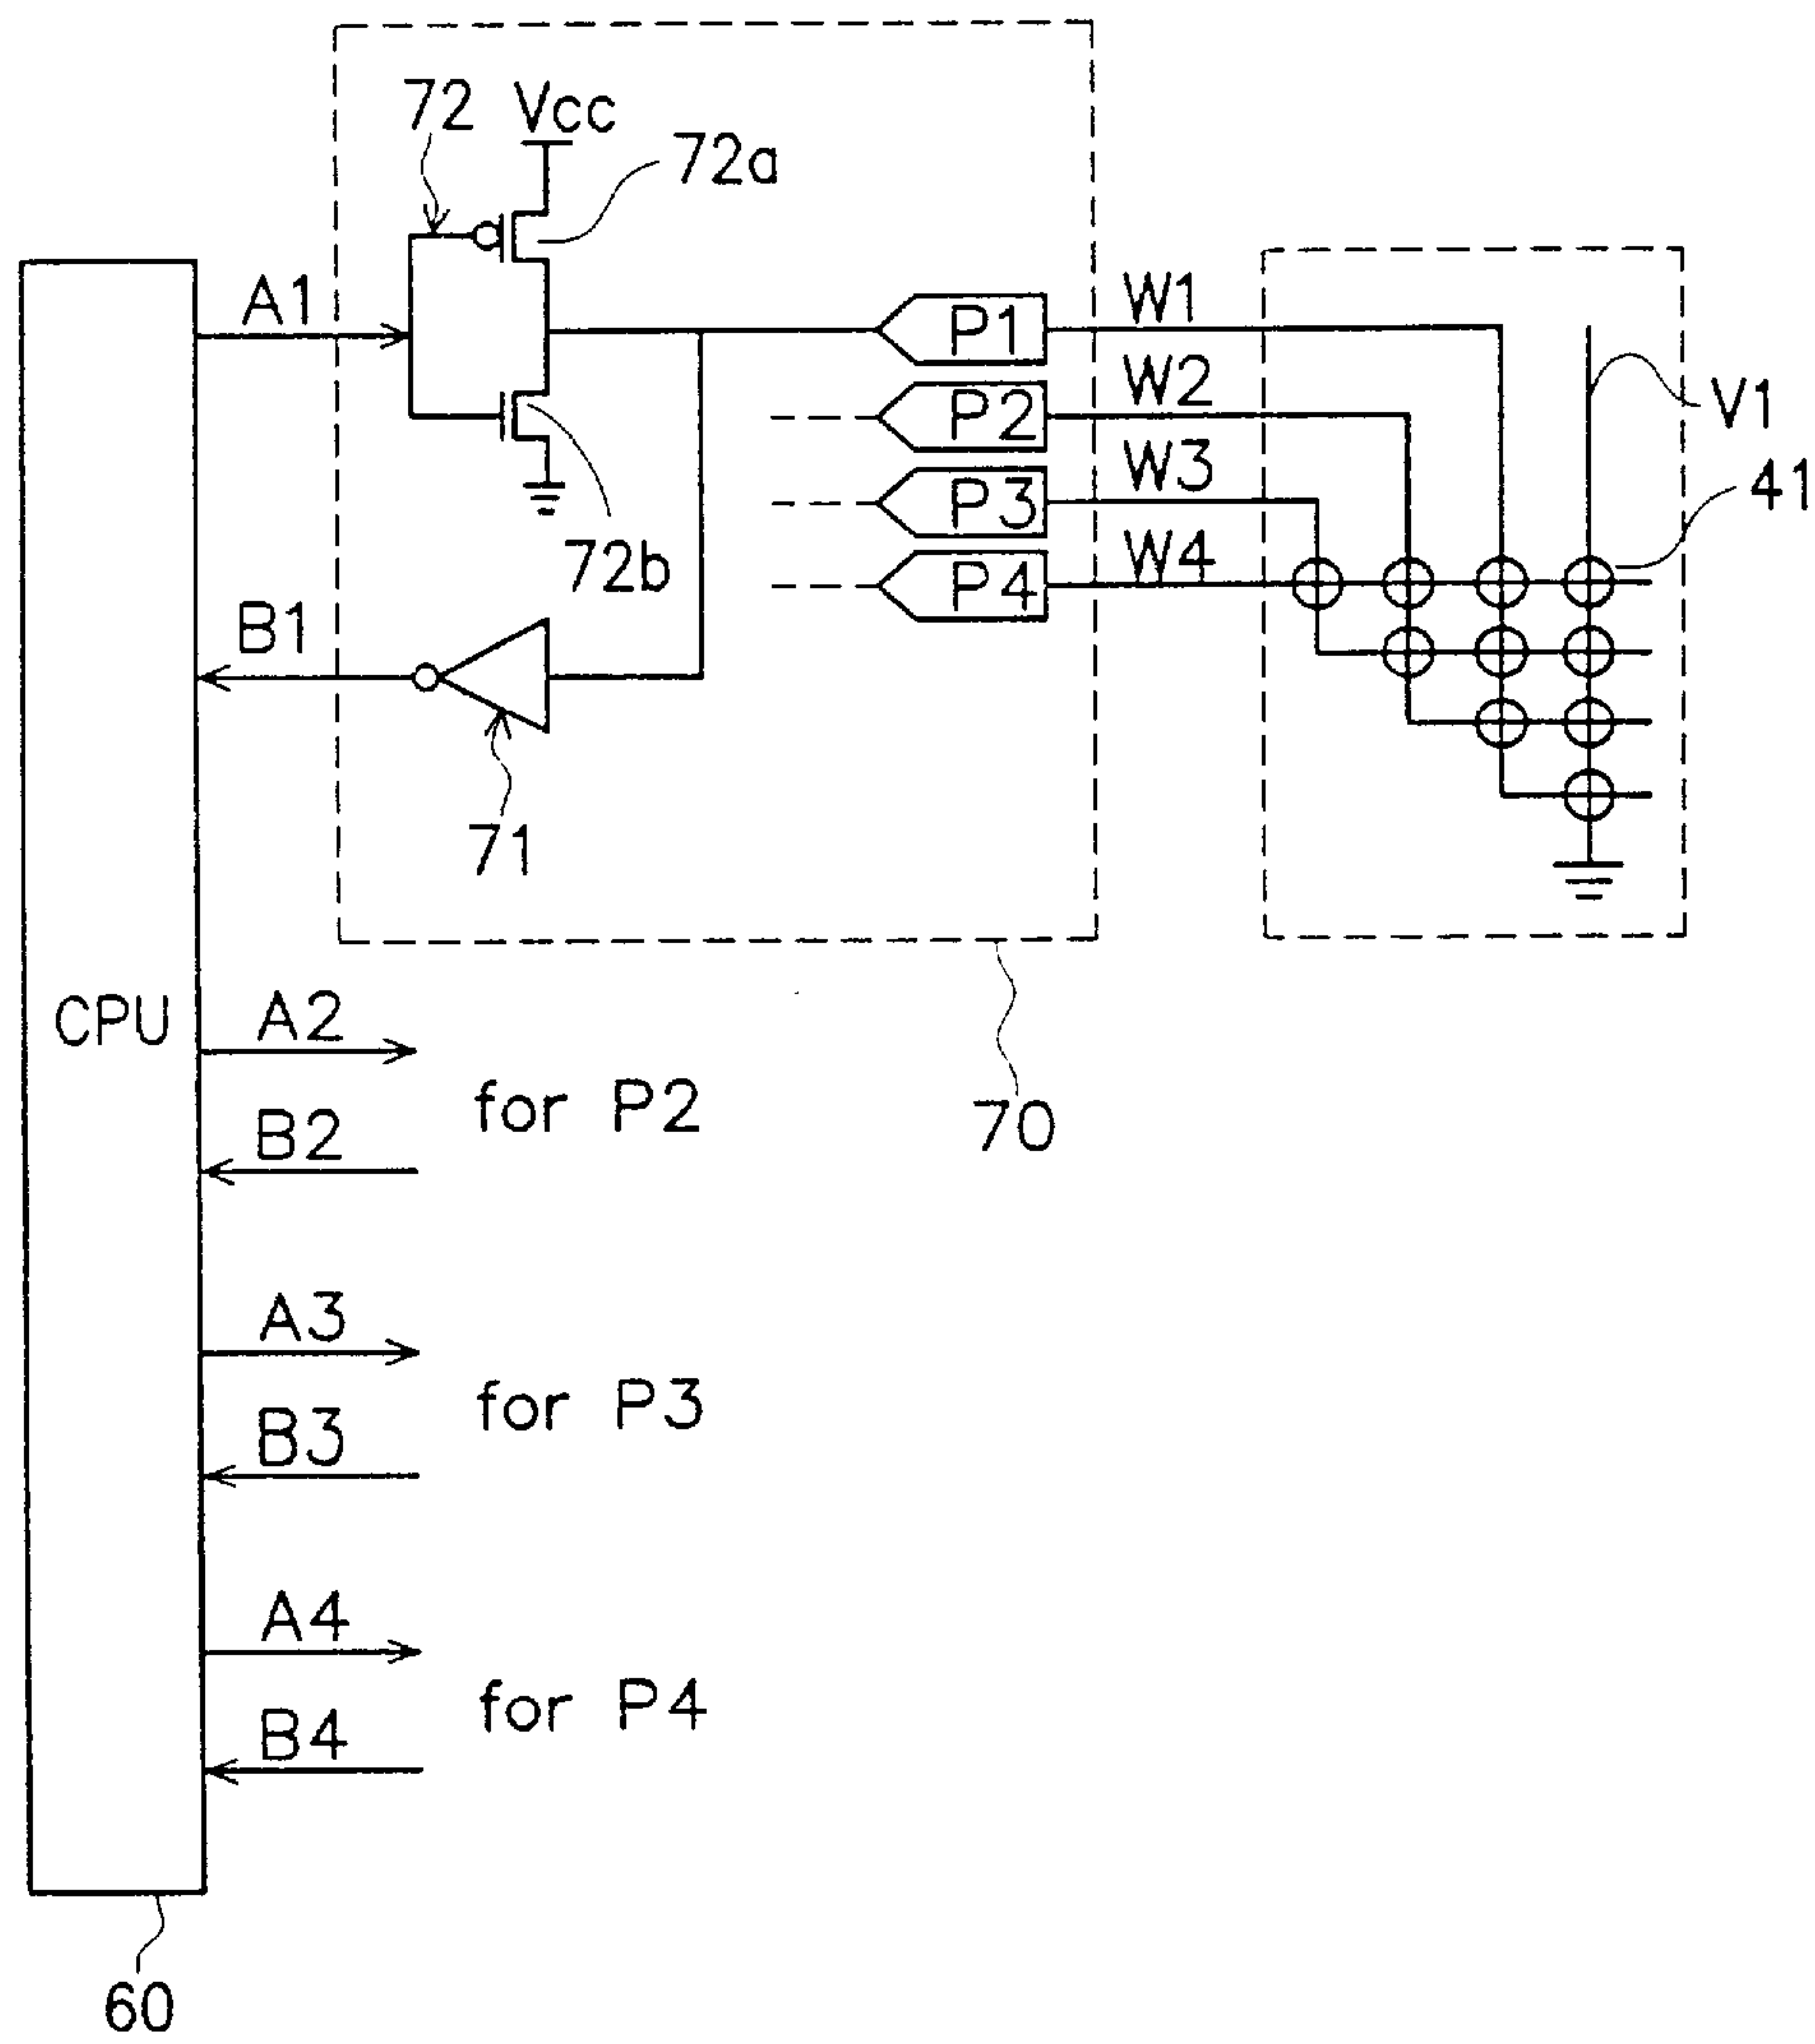 72 Vcc
72a
A1
P1
W1
P2
W2
V1
P3
W3
41
P4
W4
72b
B1
71
CPU
A2
for P2
70
B2
A3
for P3
B3
A4
for P4
B4
60